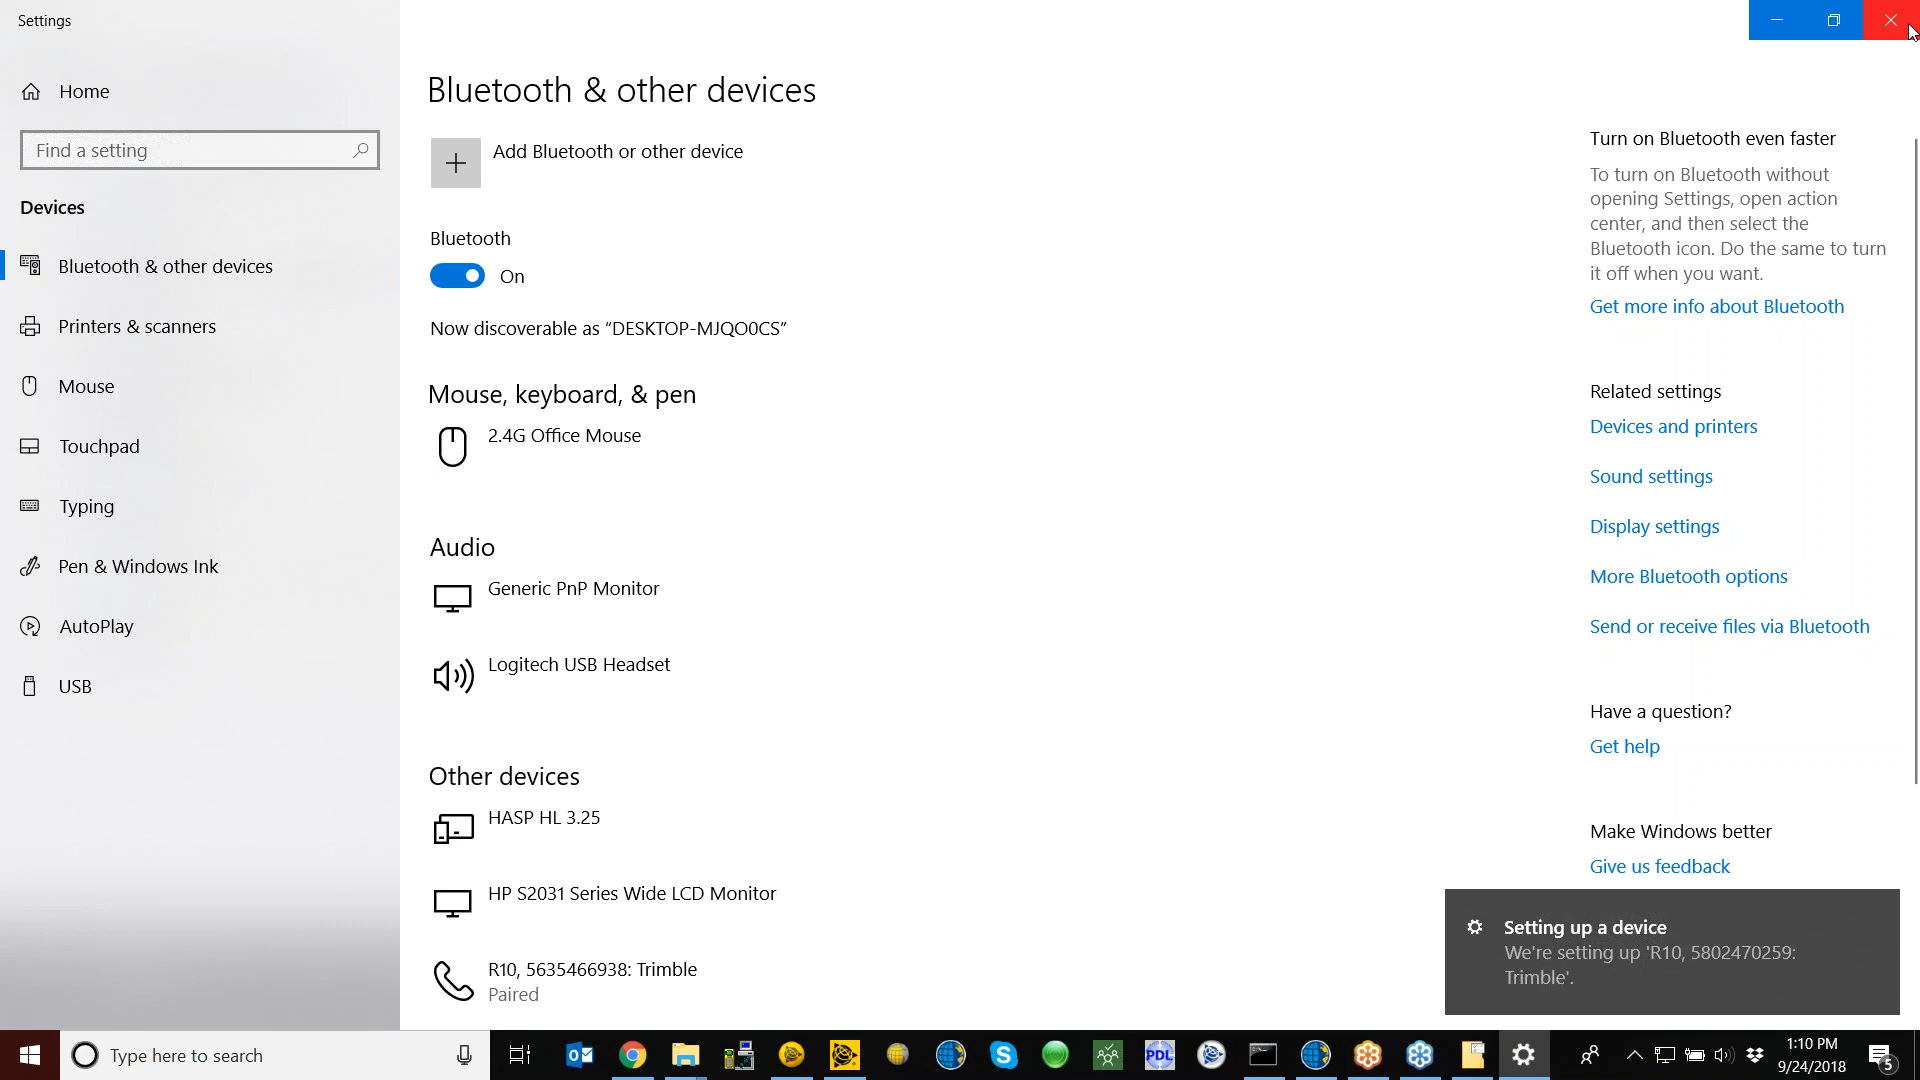 Settings
Home
Find a setting
Devices
Bluetooth & other devices
Printers & scanners
Mouse
Touchpad
Typing
Pen & Windows Ink
AutoPlay
USB
Bluetooth & other devices
Add Bluetooth or other device
Bluetooth
On
Now discoverable as “DESKTOP-MJQO0CS”
Mouse, keyboard, & pen
2.4G Office Mouse
Audio
Generic PnP Monitor
Logitech USB Headset
Other devices
HASP HL 3.25
HP S2031 Series Wide LCD Monitor
R10, 5635466938: Trimble
Paired
Turn on Bluetooth even faster
To turn on Bluetooth without
opening Settings, open action
center, and then select the
Bluetooth icon. Do the same to turn
it off when you want.
Get more info about Bluetooth
Related settings
Devices and printers
Sound settings
Display settings
More Bluetooth options
Send or receive files via Bluetooth
Have a question?
Get help
Make Windows better
Give us feedback
Setting up a device
We're setting up 'R10, 5802470259:
Trimble'.
Type here to search
PDL
1:10 PM
9/24/2018
5